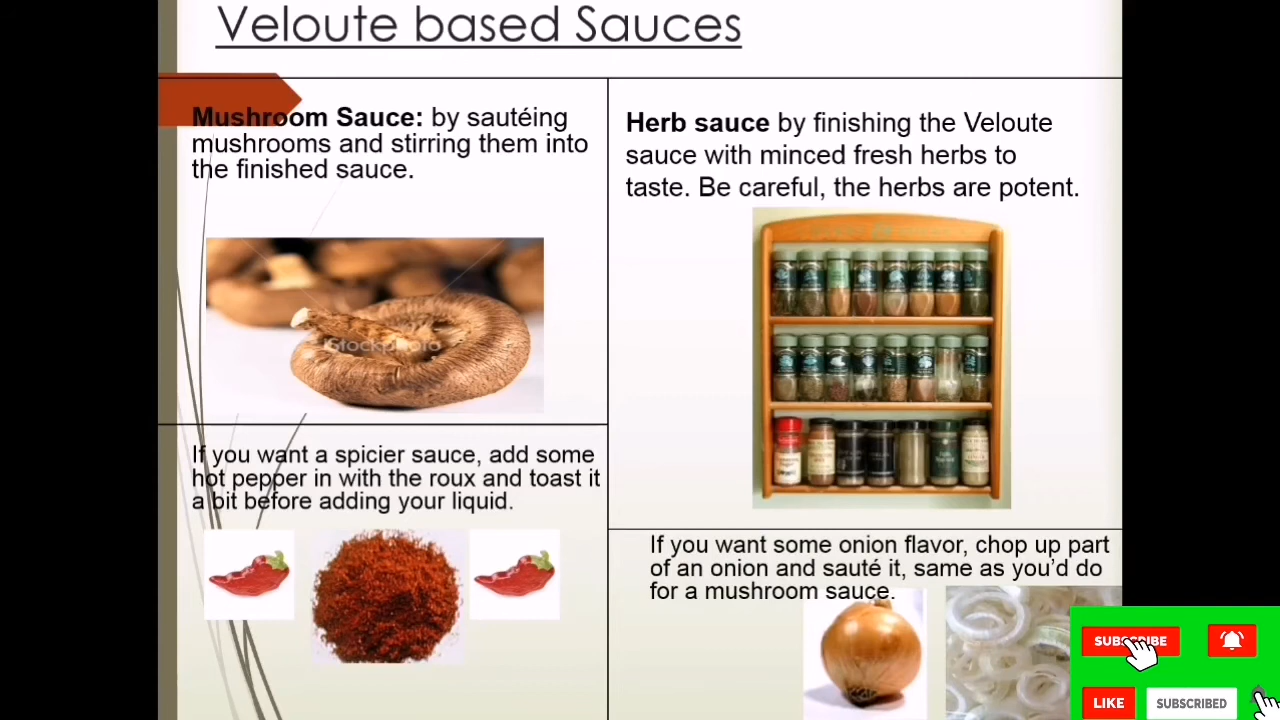 Veloute based Sauces
Mushroom Sauce: by sautéing
mushrooms and stirring them into
the finished sauce.
Herb sauce by finishing the Veloute
sauce with minced fresh herbs to
taste. Be careful, the herbs are potent.
iStockphoto
If you want a spicier sauce, add some
hot pepper in with the roux and toast it
a bit before adding your liquid.
If you want some onion flavor, chop up part
of an onion and sauté it, same as you’d do
for a mushroom sauce.
SUBSCRIBE
LIKE
SUBSCRIBED